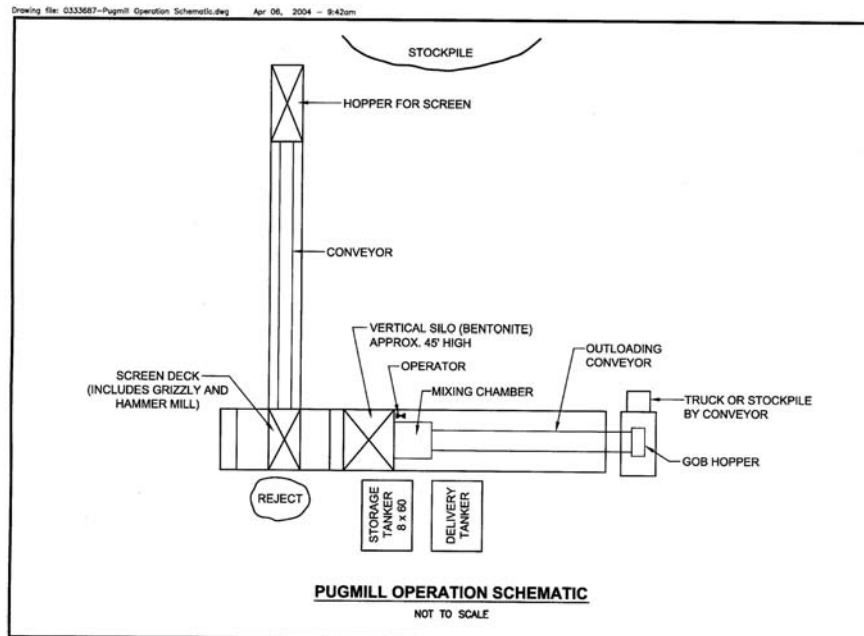 Drawing file: 0333687-Pugmill Operation Schematic.dwg Apr 06, 2004 - 9:42am
STOCKPILE
HOPPER FOR SCREEN
CONVEYOR
VERTICAL SILO (BENTONITE)
APPROX. 45' HIGH
OPERATOR
MIXING CHAMBER
OUTLOADING
CONVEYOR
SCREEN DECK
(INCLUDES GRIZZLY AND
HAMMER MILL)
TRUCK OR STOCKPILE
BY CONVEYOR
GOB HOPPER
REJECT
STORAGE
TANKER
8 x 60
DELIVERY
TANKER
PUGMILL OPERATION SCHEMATIC
NOT TO SCALE